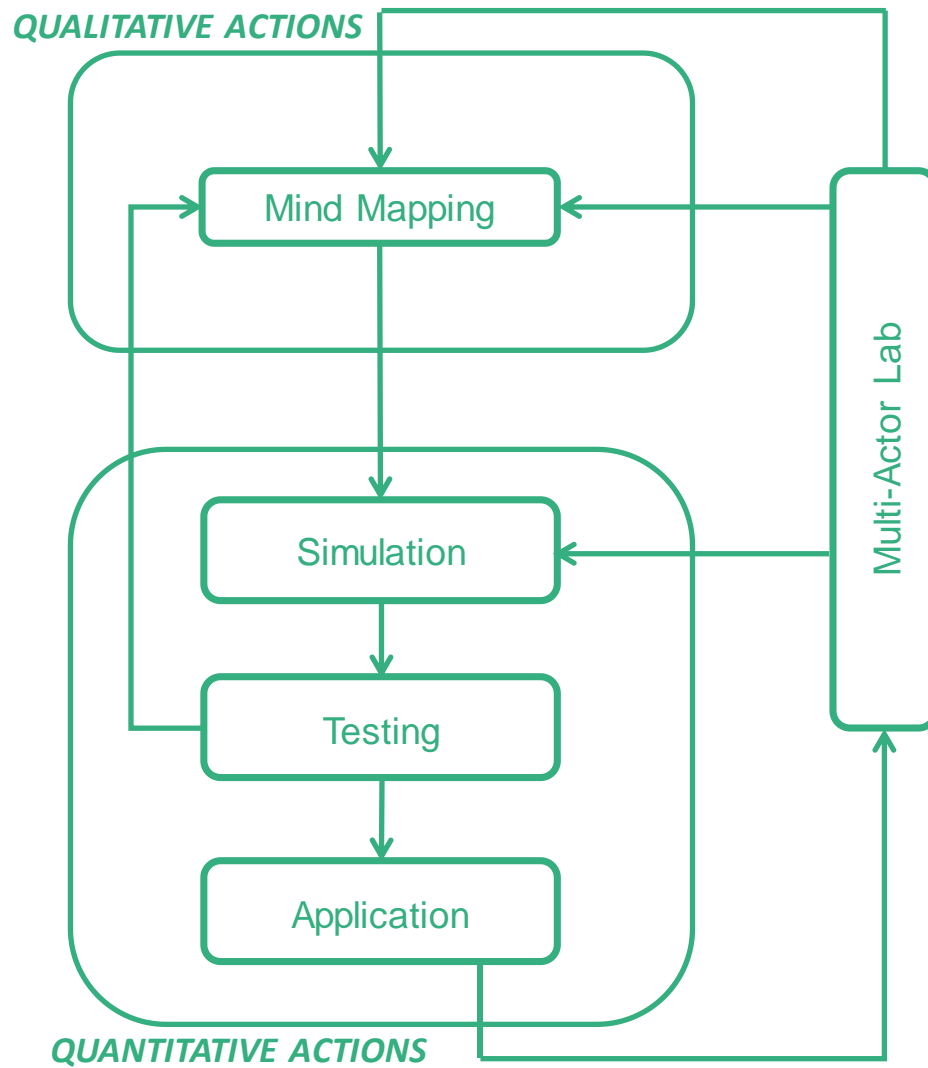 QUALITATIVE ACTIONS
Mind Mapping
Multi-Actor Lab
Simulation
Testing
Application
QUANTITATIVE ACTIONS